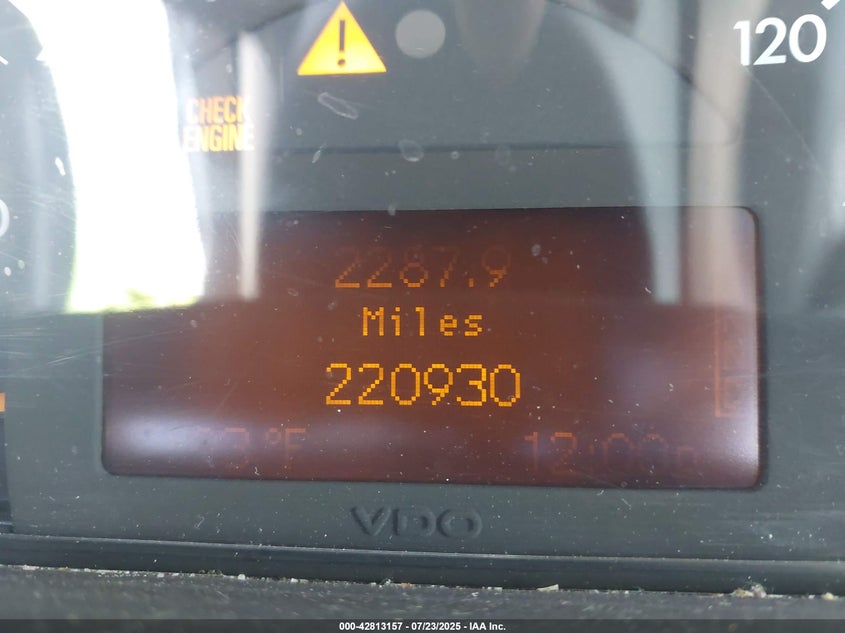 120
CHECK
ENGINE
2287.9
Miles
220930
°F
VDO
000-42813157 - 07/23/2025 - IAA Inc.